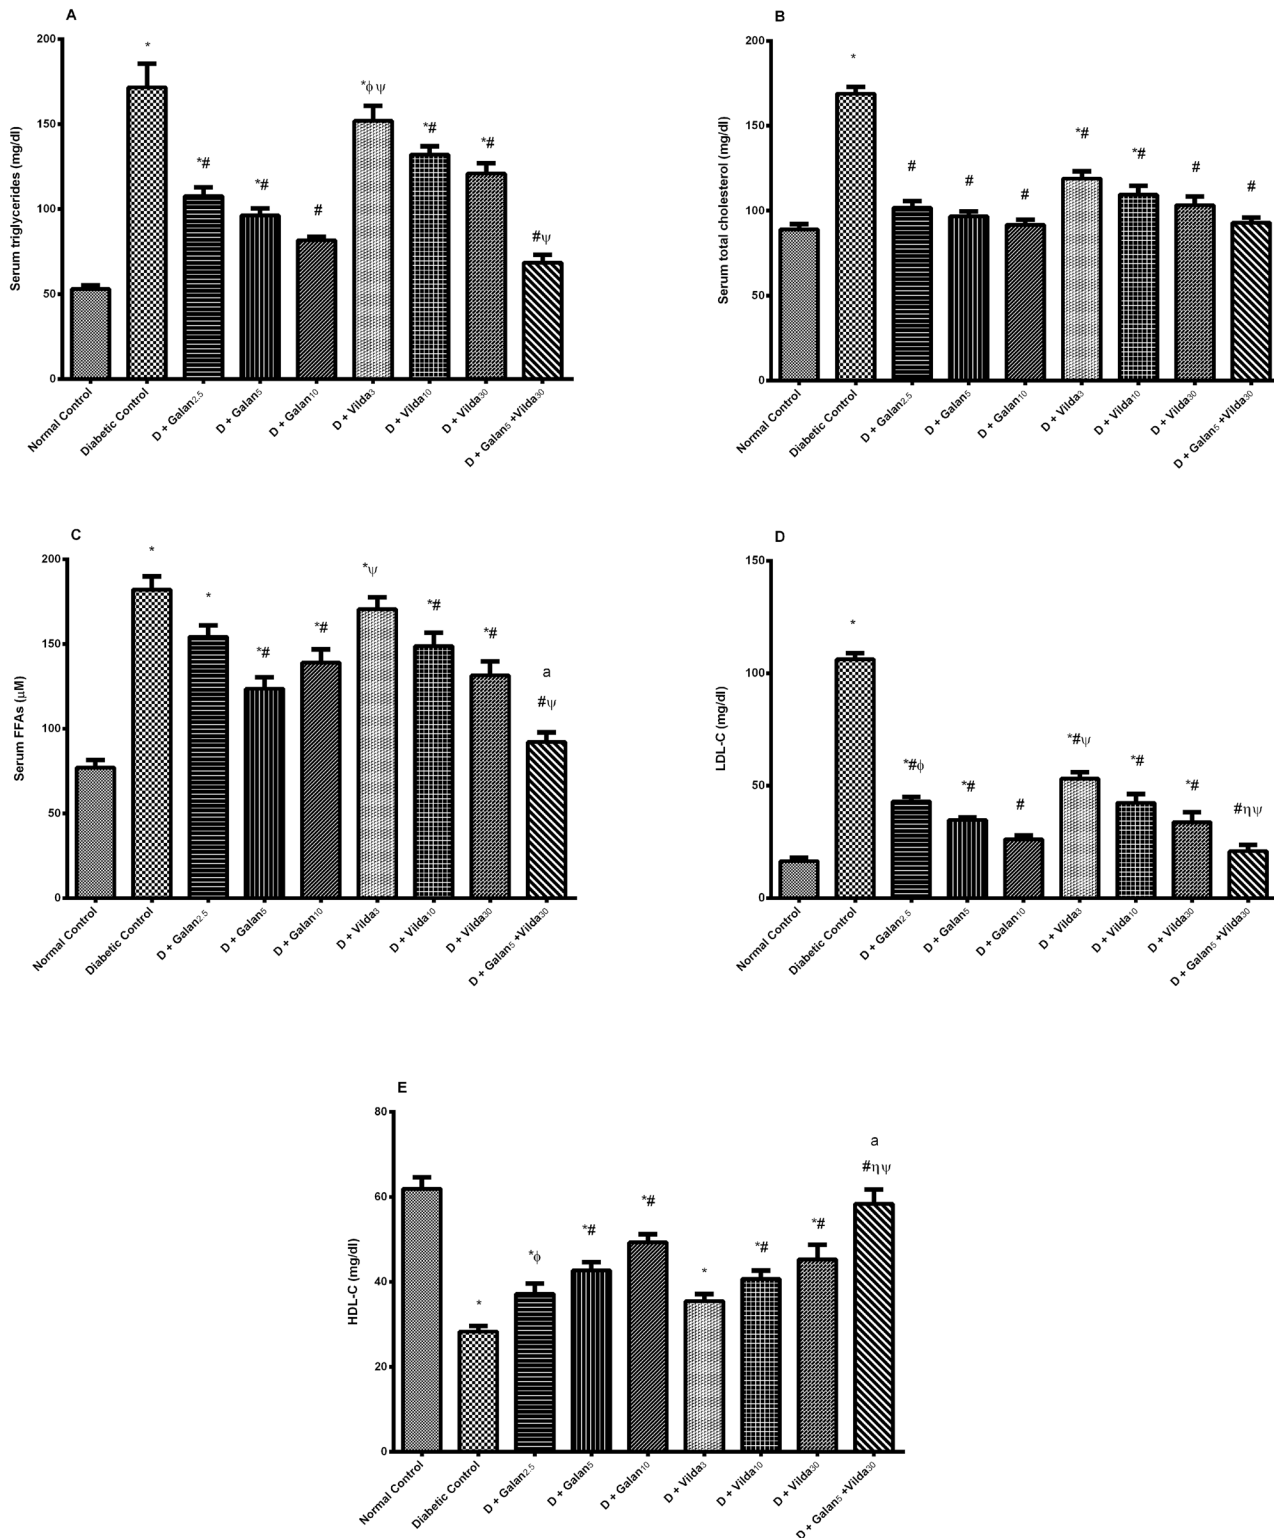 A
Serum triglycerides (mg/dl)
200
150
100
50
0
*
*#
*#
#
*ϕψ
*#
*#
#ψ
Normal Control
Diabetic Control
D + Galan2.5
D + Galan5
D + Galan10
D + Vilda3
D + Vilda10
D + Vilda30
D + Galan5 +Vilda30
B
Serum total cholesterol (mg/dl)
200
150
100
50
0
*
#
#
#
*#
*#
#
#
Normal Control
Diabetic Control
D + Galan2.5
D + Galan5
D + Galan10
D + Vilda3
D + Vilda10
D + Vilda30
D + Galan5 +Vilda30
C
Serum FFAs (μM)
200
150
100
50
0
*
*
*#
*#
*ψ
*#
*#
a
#ψ
Normal Control
Diabetic Control
D + Galan2.5
D + Galan5
D + Galan10
D + Vilda3
D + Vilda10
D + Vilda30
D + Galan5 +Vilda30
D
LDL-C (mg/dl)
150
100
50
0
*
*#ϕ
*#
#
*#ψ
*#
*#
#ηψ
Normal Control
Diabetic Control
D + Galan2.5
D + Galan5
D + Galan10
D + Vilda3
D + Vilda10
D + Vilda30
D + Galan5 +Vilda30
E
HDL-C (mg/dl)
80
60
40
20
0
*
*ϕ
*#
*#
*
*#
*#
a
#ηψ
Normal Control
Diabetic Control
D + Galan2.5
D + Galan5
D + Galan10
D + Vilda3
D + Vilda10
D + Vilda30
D + Galan5 +Vilda30